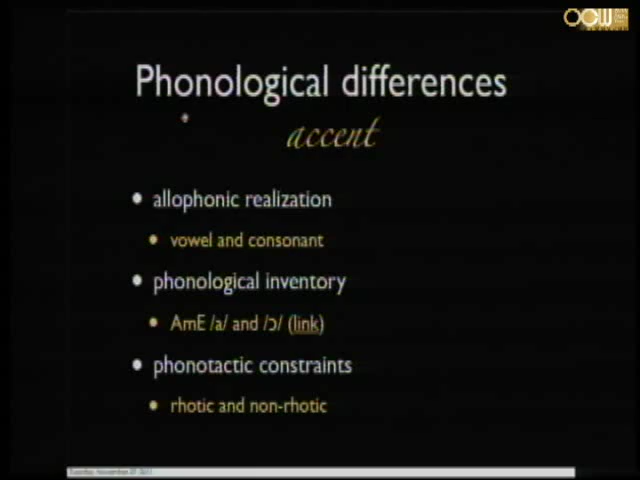 OCW
Phonological differences
accent
• allophonic realization
• vowel and consonant
• phonological inventory
• AmE /a/ and /ɔ/ (link)
• phonotactic constraints
• rhotic and non-rhotic